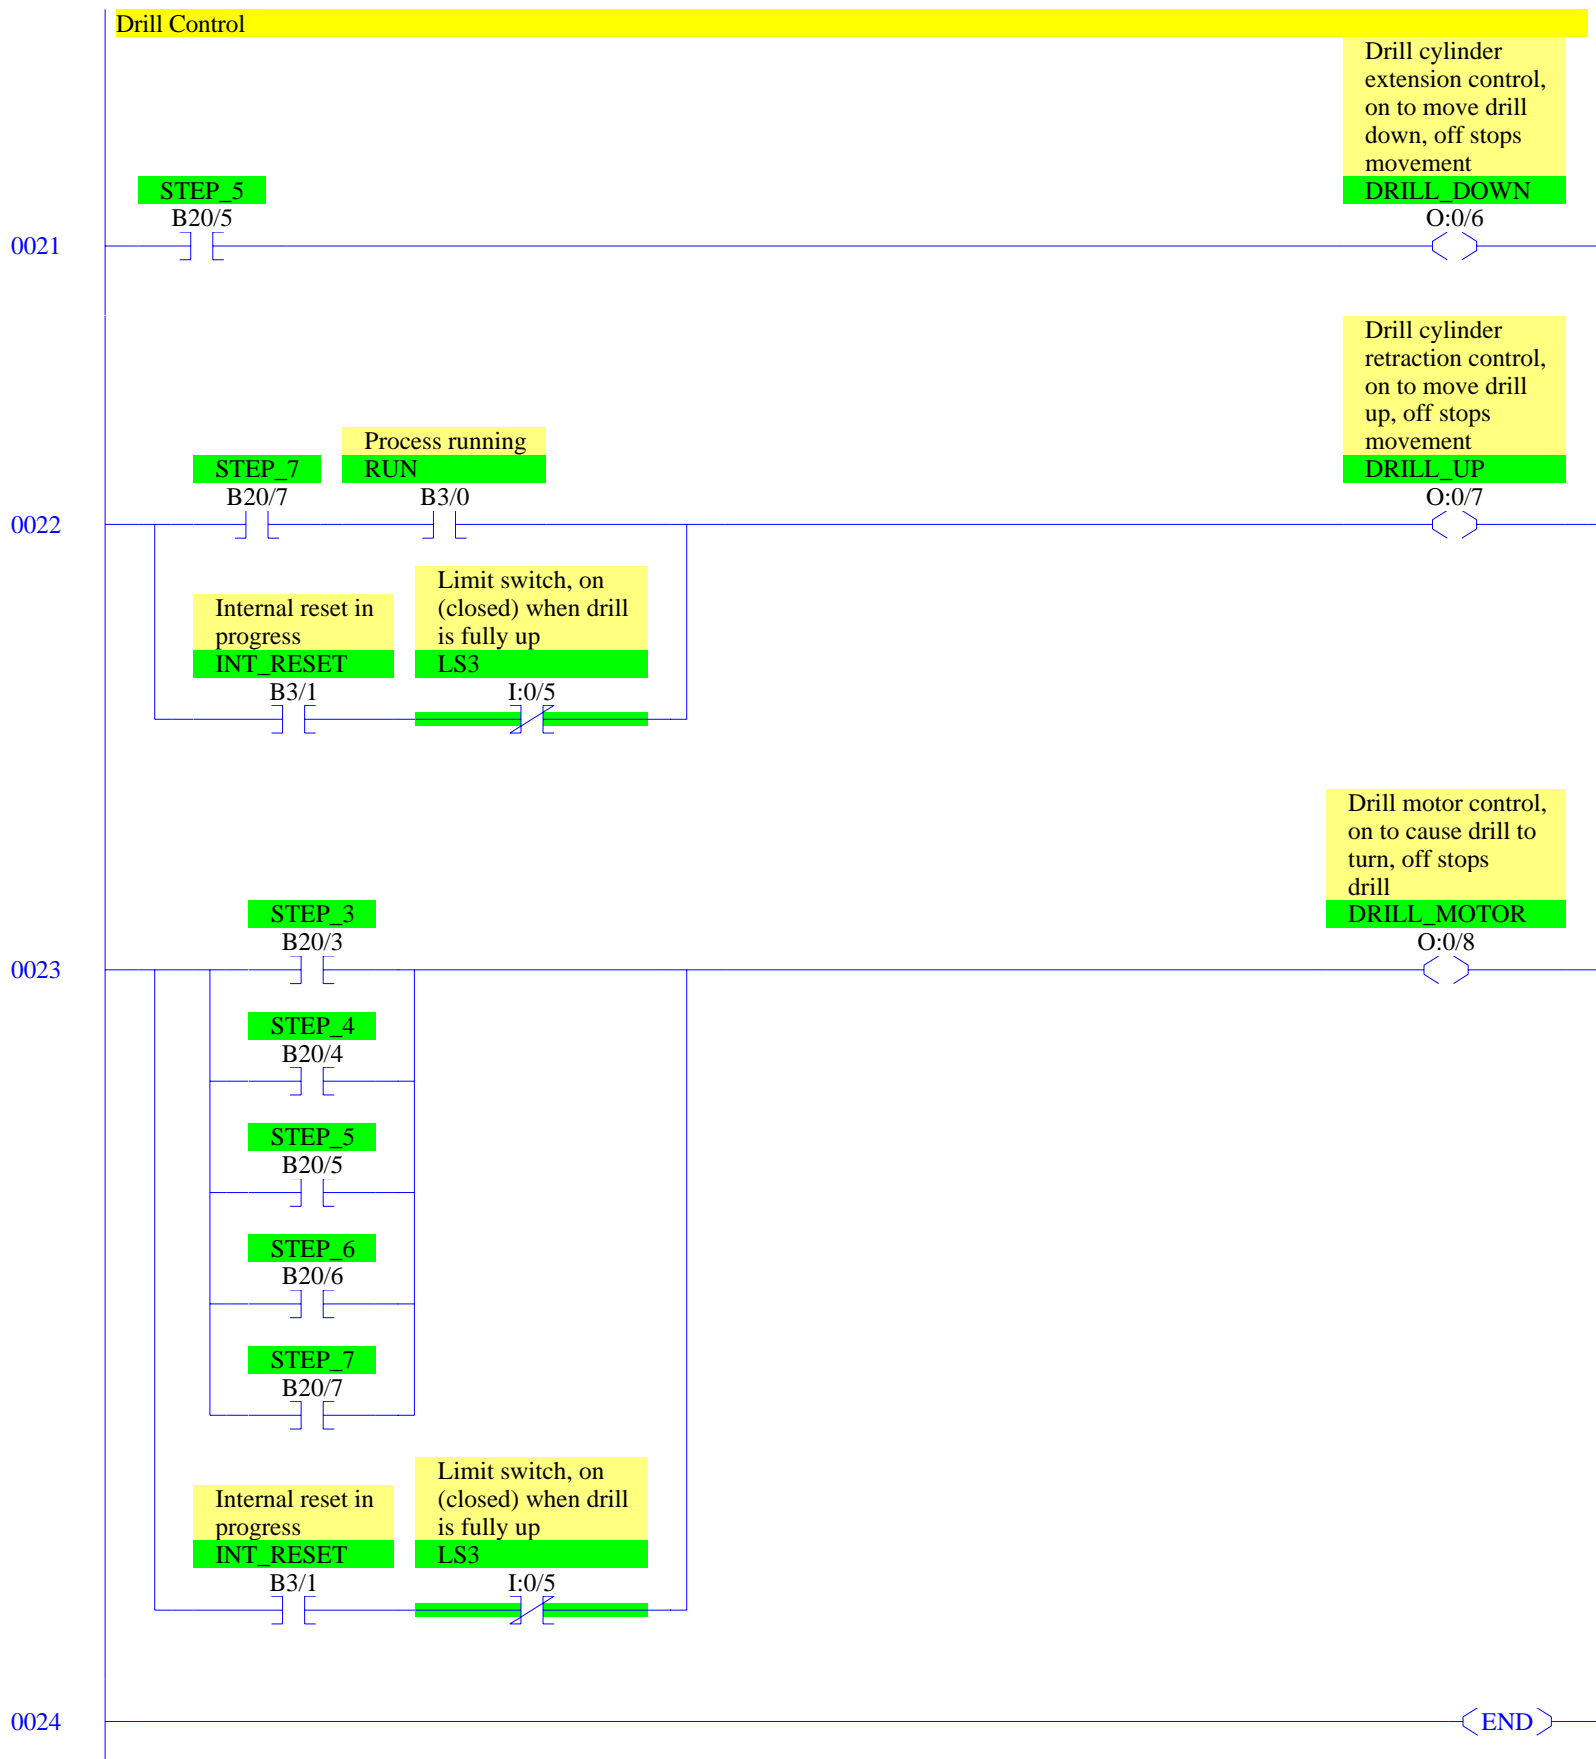 Drill Control
Drill cylinder
extension control,
on to move drill
down, off stops
movement
DRILL_DOWN
O:0/6
STEP_5
B20/5
0021
Drill cylinder
retraction control,
on to move drill
up, off stops
movement
DRILL_UP
O:0/7
Process running
STEP_7
RUN
B20/7
B3/0
0022
Internal reset in
progress
INT_RESET
B3/1
Limit switch, on
(closed) when drill
is fully up
LS3
I:0/5
Drill motor control,
on to cause drill to
turn, off stops
drill
DRILL_MOTOR
O:0/8
STEP_3
B20/3
0023
STEP_4
B20/4
STEP_5
B20/5
STEP_6
B20/6
STEP_7
B20/7
Internal reset in
progress
INT_RESET
B3/1
Limit switch, on
(closed) when drill
is fully up
LS3
I:0/5
0024
END